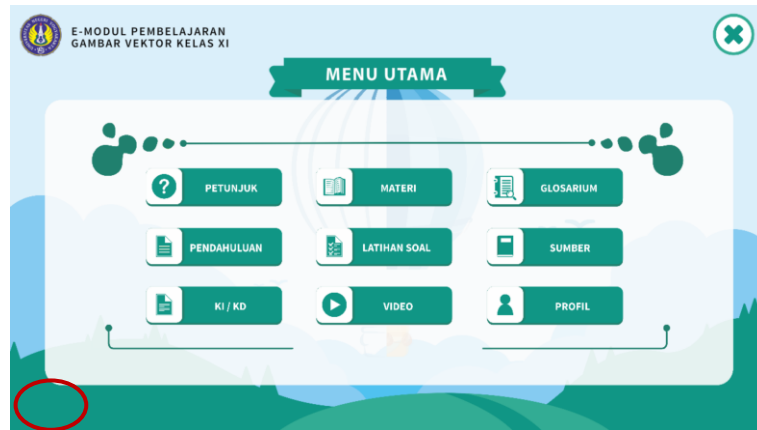 E-MODUL PEMBELAJARAN
GAMBAR VEKTOR KELAS XI
MENU UTAMA
PETUNJUK
MATERI
GLOSARIUM
PENDAHULUAN
LATIHAN SOAL
SUMBER
KI / KD
VIDEO
PROFIL